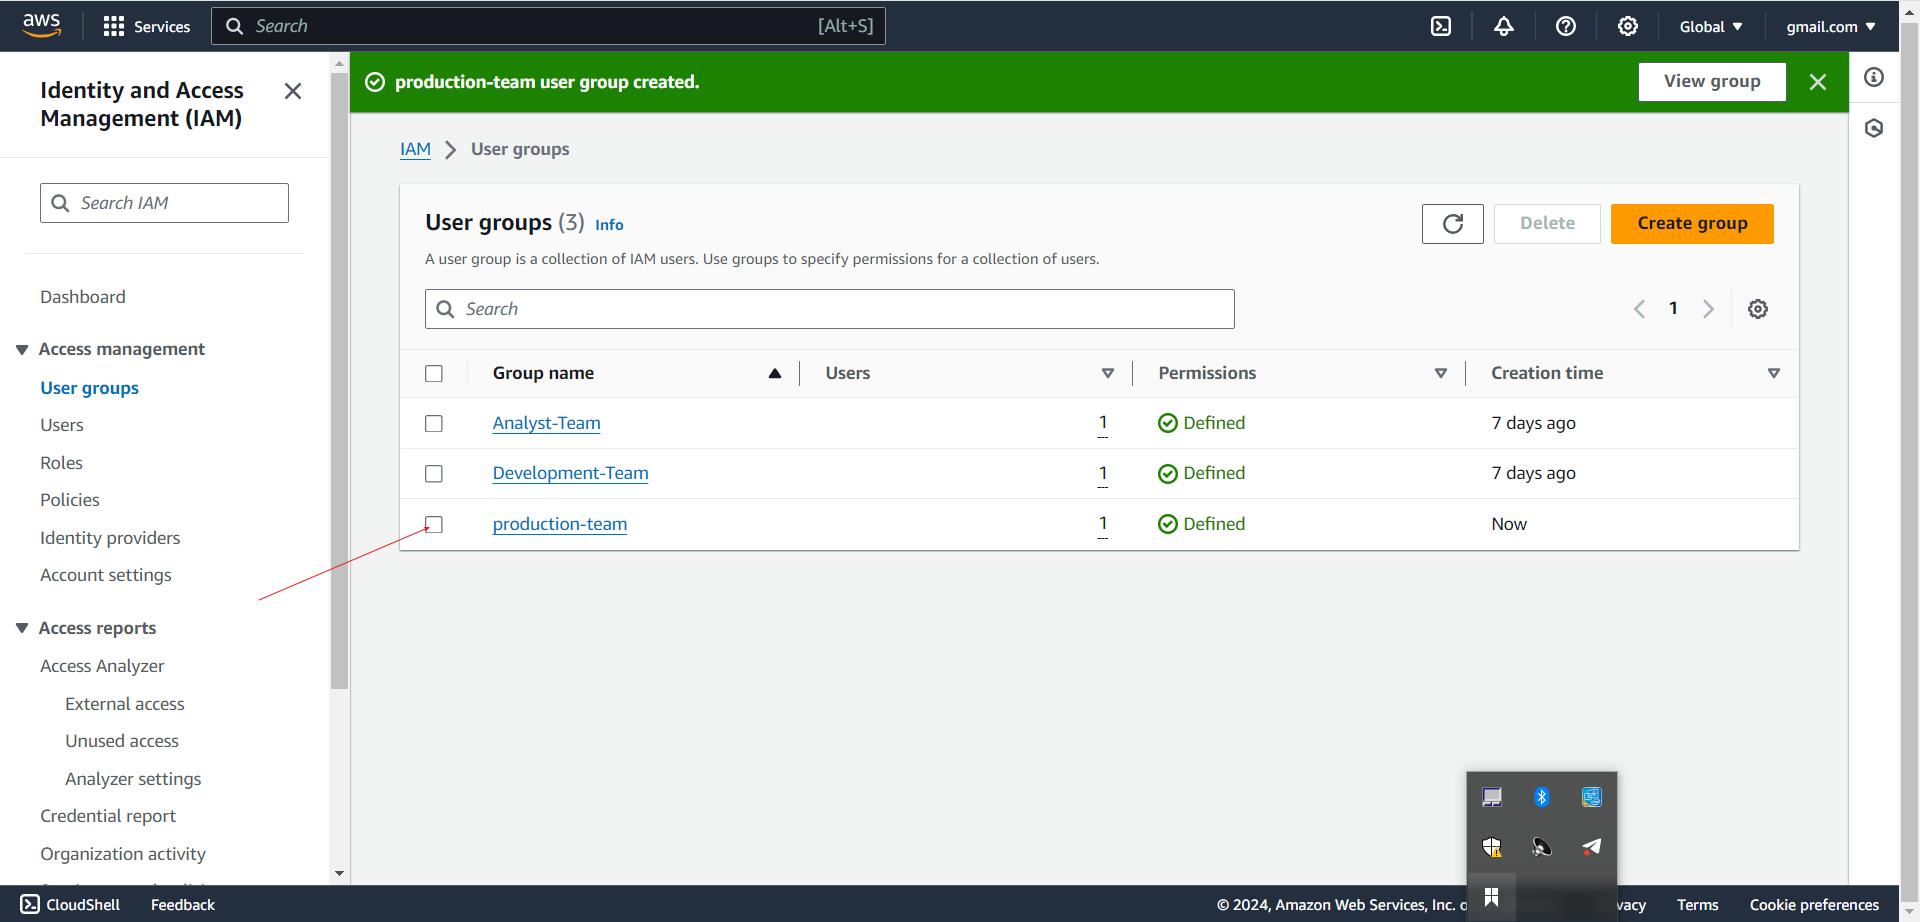 aws
Services
Search
[Alt+S]
Global
gmail.com
Identity and Access
Management (IAM)
Search IAM
Dashboard
Access management
User groups
Users
Roles
Policies
Identity providers
Account settings
Access reports
Access Analyzer
External access
Unused access
Analyzer settings
Credential report
Organization activity
production-team user group created.
View group
IAM
User groups
User groups (3) Info
Delete
Create group
A user group is a collection of IAM users. Use groups to specify permissions for a collection of users.
Search
1
Group name Users Permissions Creation time
Analyst-Team 1 Defined 7 days ago
Development-Team 1 Defined 7 days ago
production-team 1 Defined Now
CloudShell
Feedback
© 2024, Amazon Web Services, Inc.
Terms
Cookie preferences